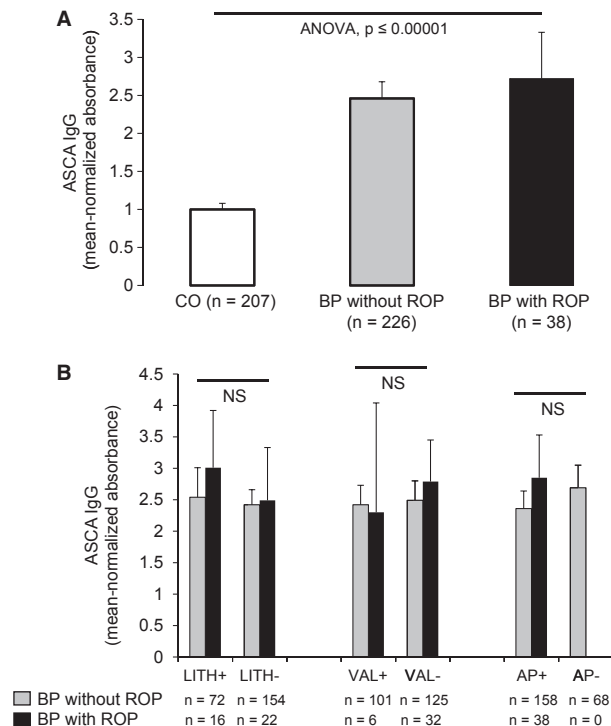 A
ANOVA, p ≤ 0.00001
ASCA IgG
(mean-normalized absorbance)
3.5
3
2.5
2
1.5
1
0.5
0
CO (n = 207)
BP without ROP
(n = 226)
BP with ROP
(n = 38)
B
ASCA IgG
(mean-normalized absorbance)
4.5
4
3.5
3
2.5
2
1.5
1
0.5
0
NS
NS
NS
LITH+ LITH- VAL+ VAL- AP+ AP-
BP without ROP n = 72 n = 154 n = 101 n = 125 n = 158 n = 68
BP with ROP n = 16 n = 22 n = 6 n = 32 n = 38 n = 0